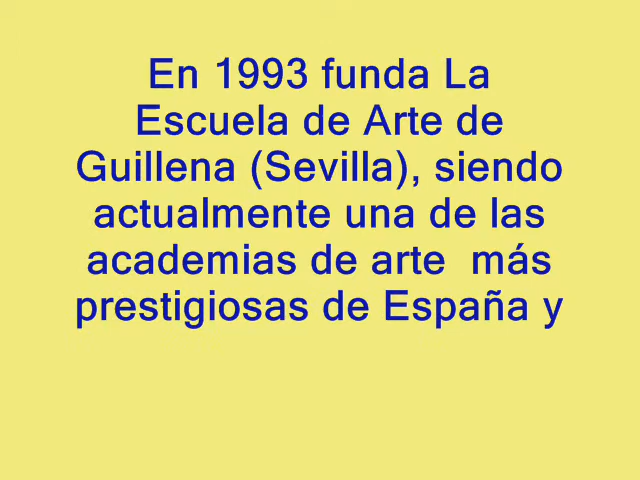 En 1993 funda La
Escuela de Arte de
Guillena (Sevilla), siendo
actualmente una de las
academias de arte  más
prestigiosas de España y